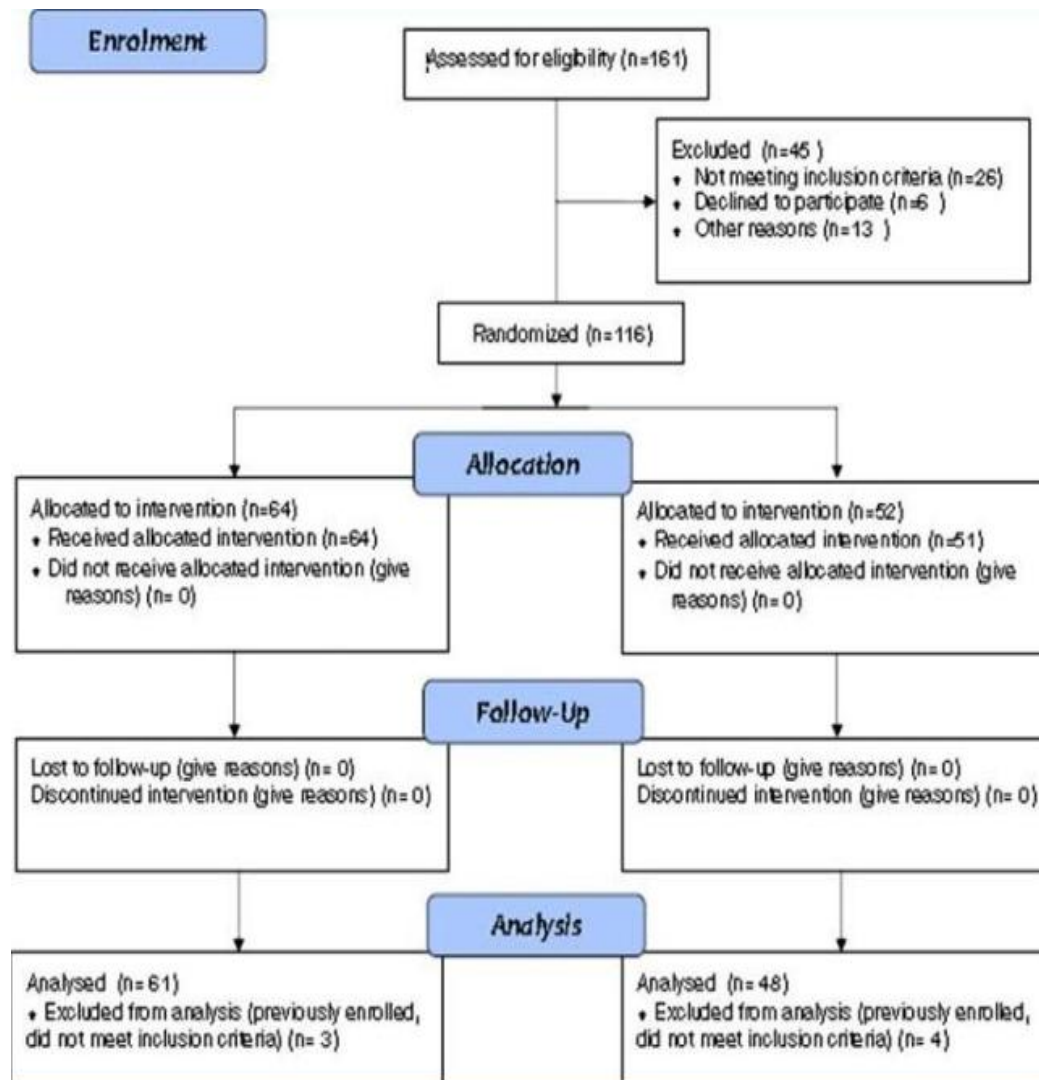 Enrolment
Assessed for eligibility (n=161)
Excluded (n=45 )
• Not meeting inclusion criteria (n=26)
• Declined to participate (n=6 )
• Other reasons (n=13 )
Randomized (n=116)
Allocation
Allocated to intervention (n=64)
• Received allocated intervention (n=64)
• Did not receive allocated intervention (give
reasons) (n= 0)
Allocated to intervention (n=52)
• Received allocated intervention (n=51)
• Did not receive allocated intervention (give
reasons) (n= 0)
Follow-Up
Lost to follow-up (give reasons) (n= 0)
Discontinued intervention (give reasons) (n= 0)
Lost to follow-up (give reasons) (n= 0)
Discontinued intervention (give reasons) (n= 0)
Analysis
Analysed (n= 61)
• Excluded from analysis (previously enrolled,
did not meet inclusion criteria) (n= 3)
Analysed (n= 48)
• Excluded from analysis (previously enrolled,
did not meet inclusion criteria) (n= 4)